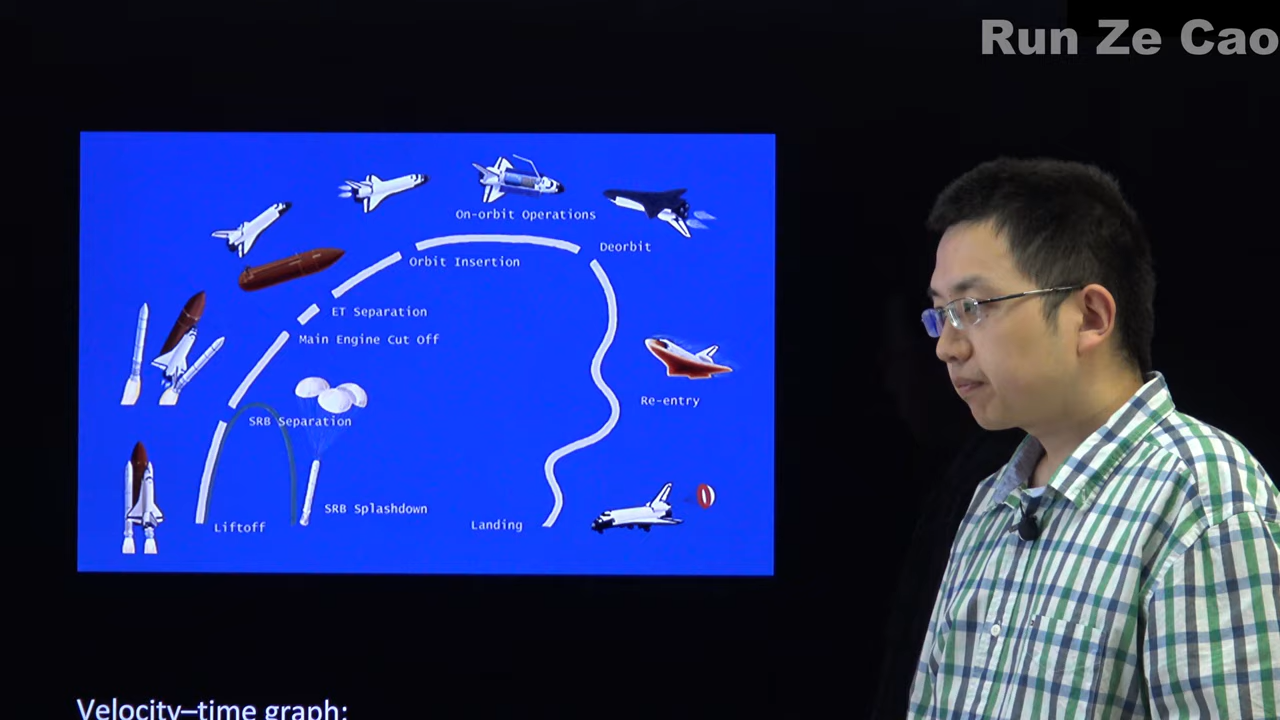 Run Ze Cao
On-orbit Operations
Deorbit
Orbit Insertion
ET Separation
Main Engine Cut Off
Re-entry
SRB Separation
SRB Splashdown
Landing
Liftoff
Velocity–time graph: